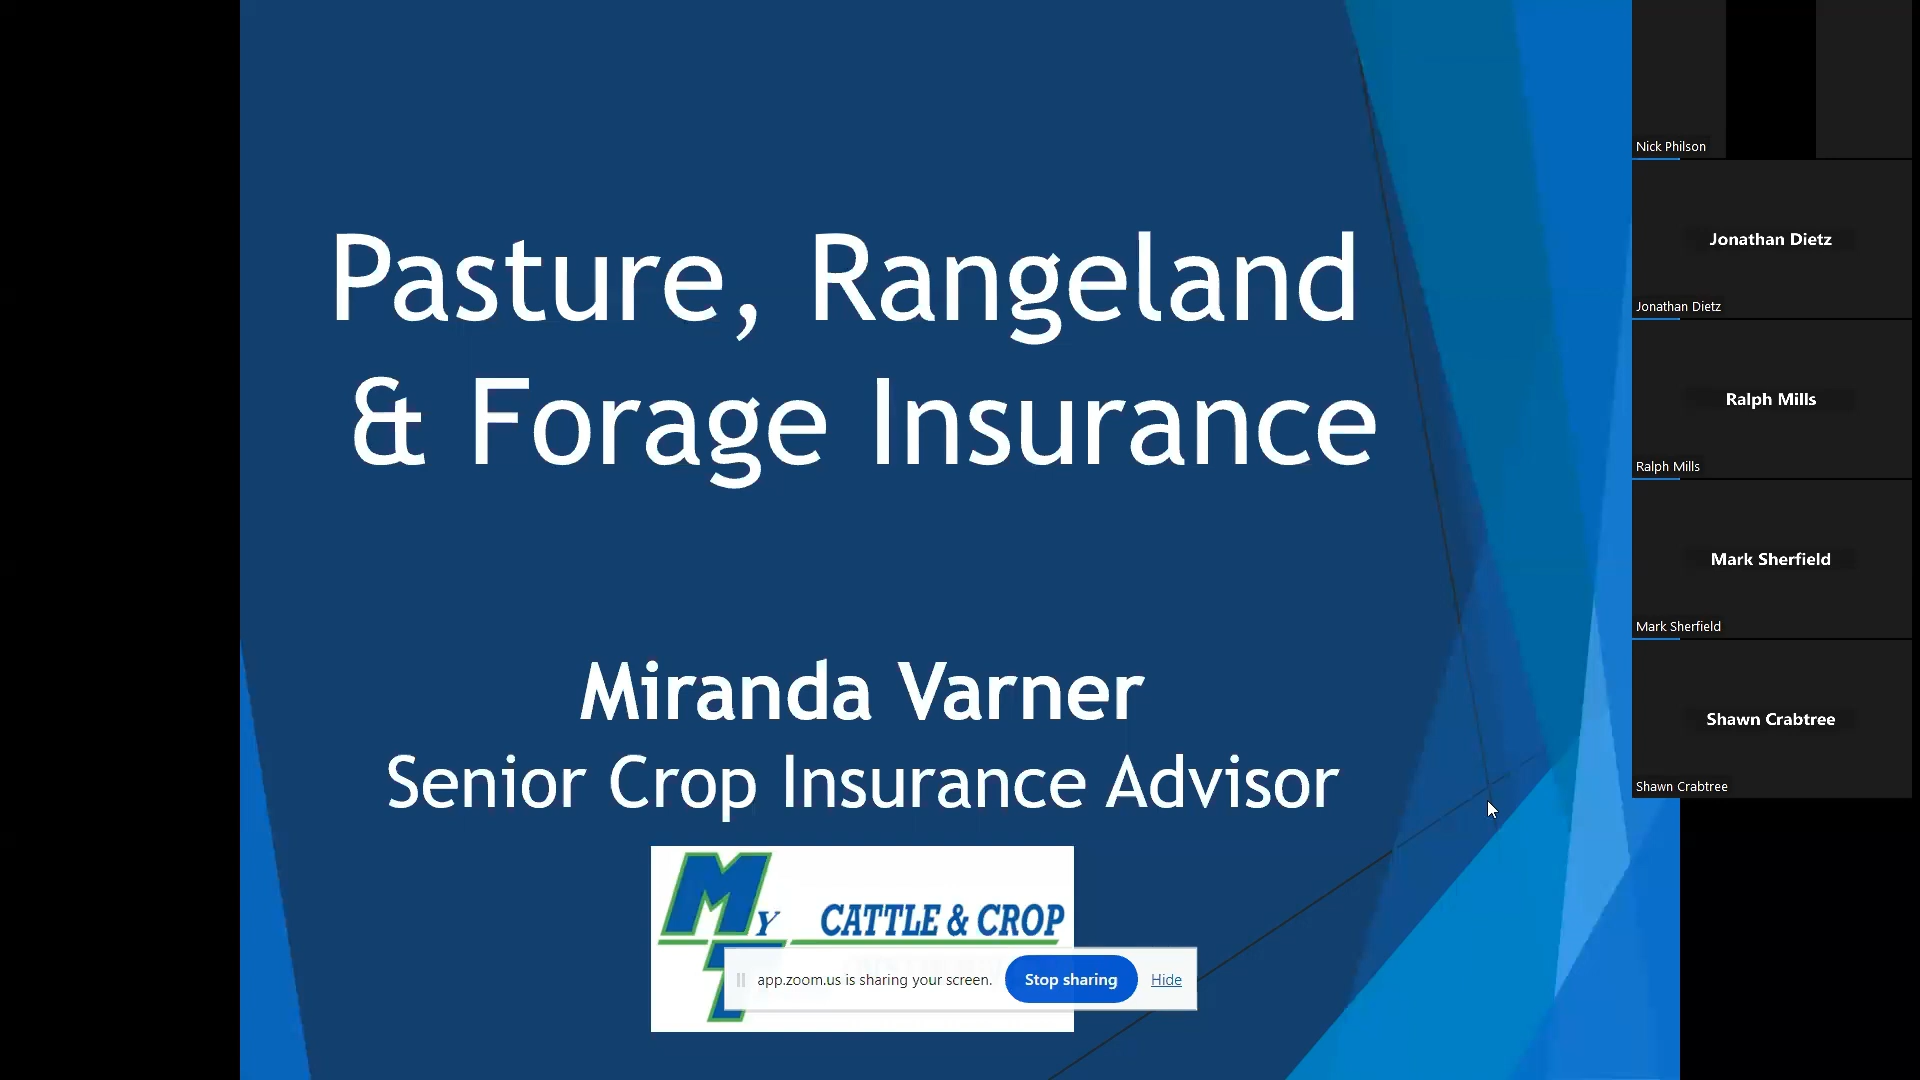 Pasture, Rangeland
& Forage Insurance
Miranda Varner
Senior Crop Insurance Advisor
MY CATTLE & CROP
app.zoom.us is sharing your screen. Stop sharing Hide
Nick Philson
Jonathan Dietz
Jonathan Dietz
Ralph Mills
Ralph Mills
Mark Sherfield
Mark Sherfield
Shawn Crabtree
Shawn Crabtree